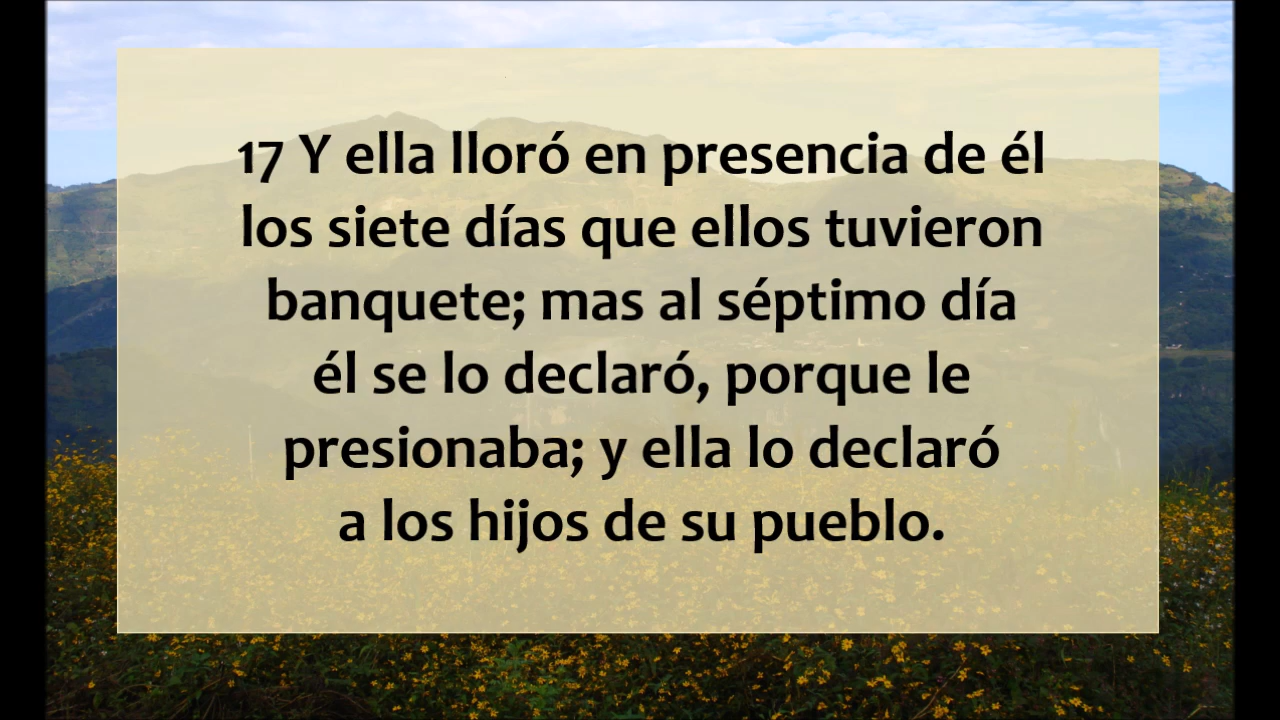 17 Y ella lloró en presencia de él
los siete días que ellos tuvieron
banquete; mas al séptimo día
él se lo declaró, porque le
presionaba; y ella lo declaró
a los hijos de su pueblo.